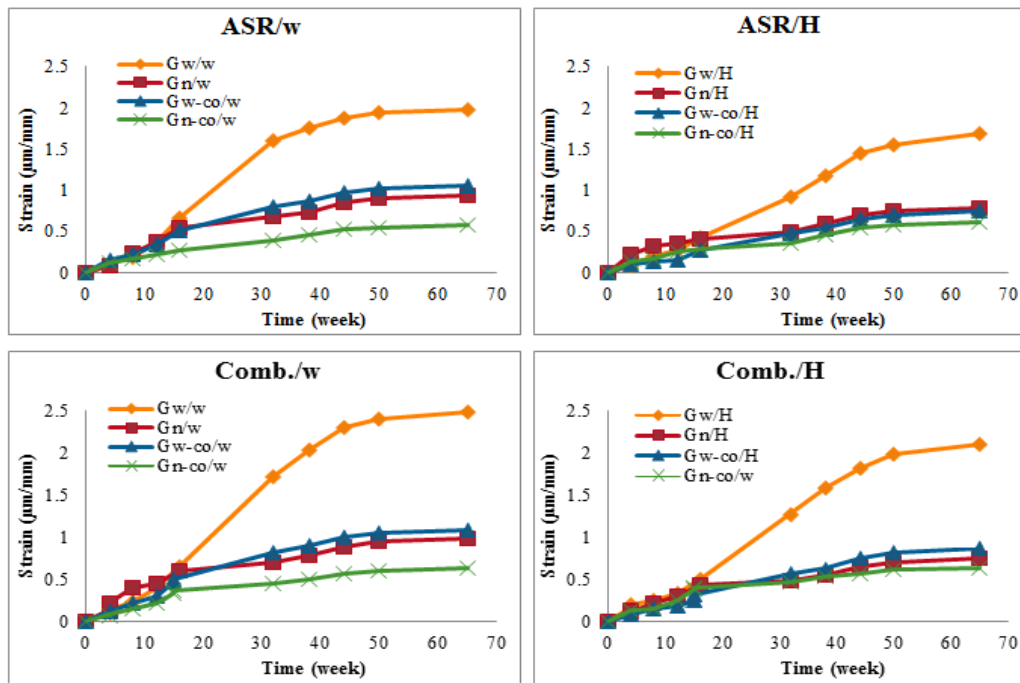 ASR/w
Gw/w
Gn/w
Gw-co/w
Gn-co/w
2.5
2
1.5
1
0.5
0
Strain (µm/mm)
0 10 20 30 40 50 60 70
Time (week)
ASR/H
Gw/H
Gn/H
Gw-co/H
Gn-co/H
2.5
2
1.5
1
0.5
0
Strain (µm/mm)
0 10 20 30 40 50 60 70
Time (week)
Comb./w
Gw/w
Gn/w
Gw-co/w
Gn-co/w
2.5
2
1.5
1
0.5
0
Strain (µm/mm)
0 10 20 30 40 50 60 70
Time (week)
Comb./H
Gw/H
Gn/H
Gw-co/H
Gn-co/w
2.5
2
1.5
1
0.5
0
Strain (µm/mm)
0 10 20 30 40 50 60 70
Time (week)